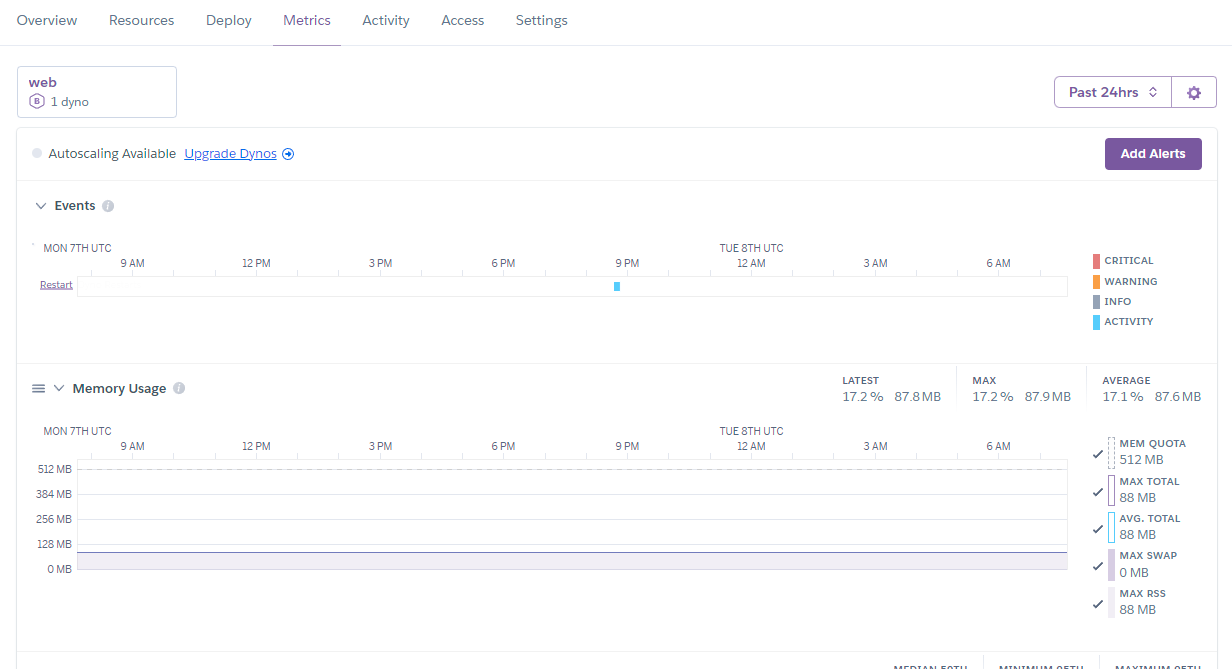 Overview Resources Deploy Metrics Activity Access Settings
web
B 1 dyno
Past 24hrs
Autoscaling Available Upgrade Dynos
Add Alerts
Events i
MON 7TH UTC TUE 8TH UTC
9 AM 12 PM 3 PM 6 PM 9 PM 12 AM 3 AM 6 AM
Restart
CRITICAL
WARNING
INFO
ACTIVITY
Memory Usage i
LATEST MAX AVERAGE
17.2 % 87.8 MB 17.2 % 87.9 MB 17.1 % 87.6 MB
MON 7TH UTC TUE 8TH UTC
9 AM 12 PM 3 PM 6 PM 9 PM 12 AM 3 AM 6 AM
512 MB
384 MB
256 MB
128 MB
0 MB
MEM QUOTA
512 MB
MAX TOTAL
88 MB
AVG. TOTAL
88 MB
MAX SWAP
0 MB
MAX RSS
88 MB
MEDIAN 50TH MINIMUM 95TH MAXIMUM 95TH